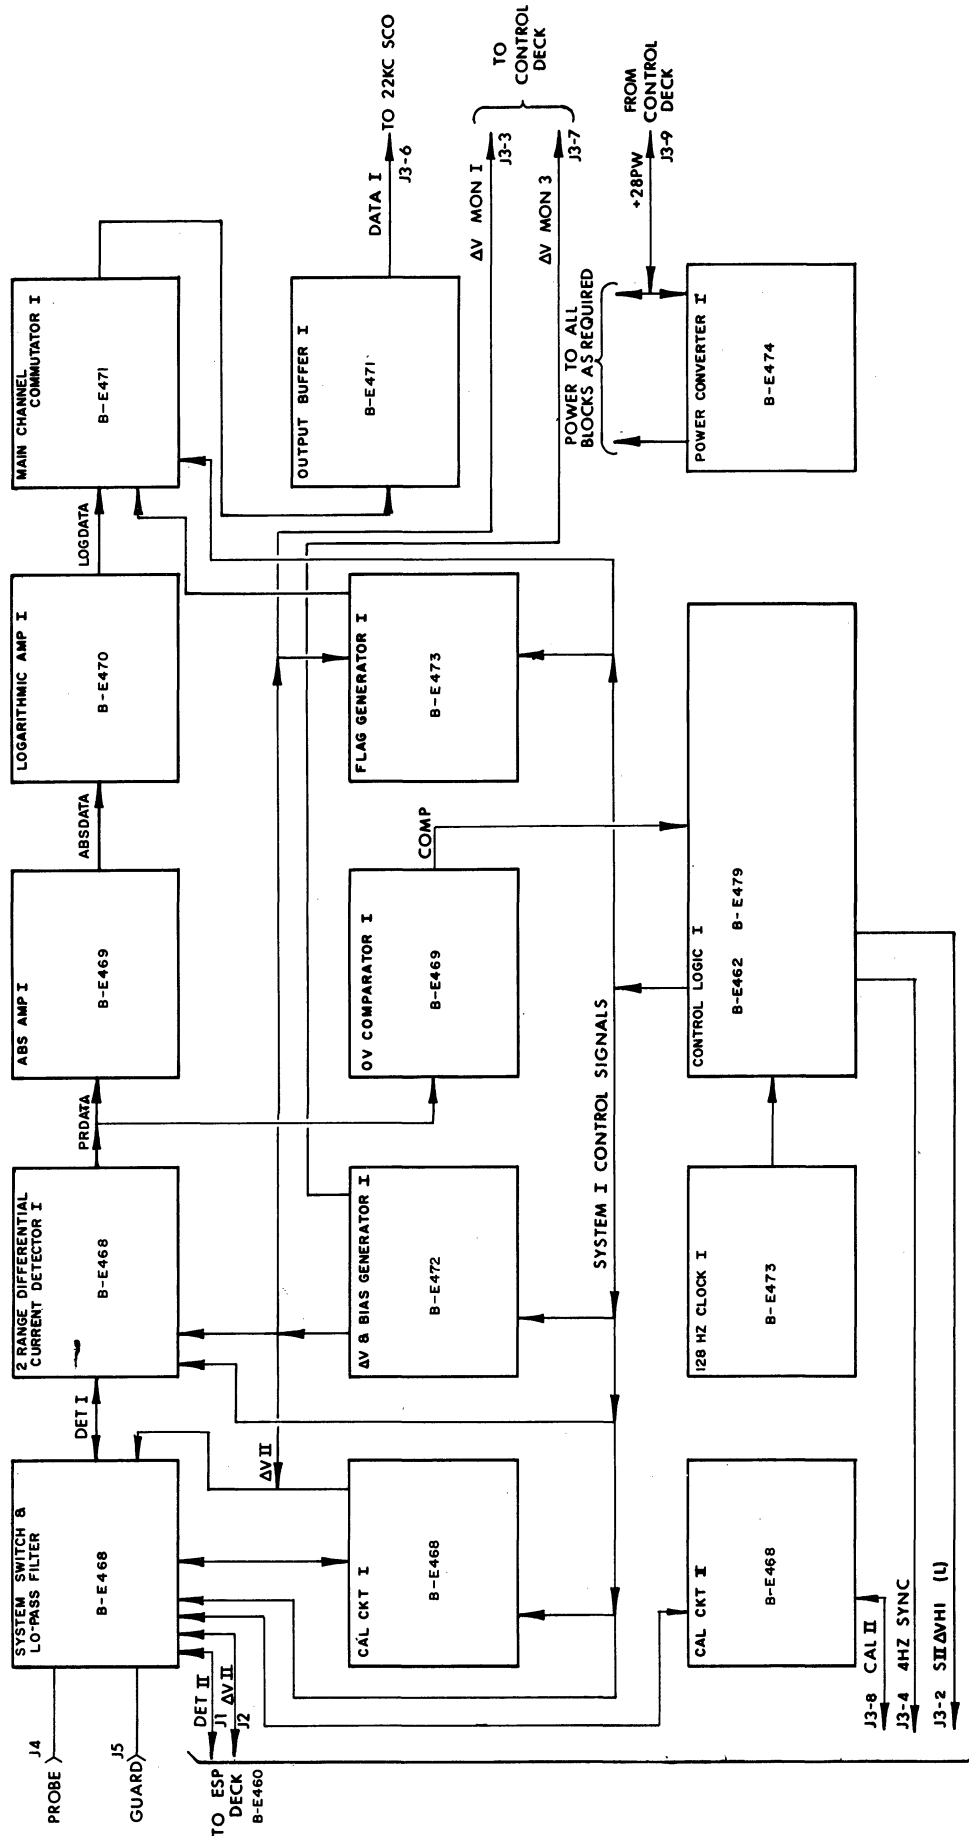 PROBE
J4
GUARD
J5
SYSTEM SWITCH &
LO-PASS FILTER
B-E468
DET I
2 RANGE DIFFERENTIAL
CURRENT DETECTOR I
B-E468
PRDATA
ABS AMP I
B-E469
ABSDATA
LOGARITHMIC AMP I
B-E470
LOGDATA
MAIN CHANNEL
COMMUTATOR I
B-E471
TO ESP
DECK
B-E460
DET II
J1
ΔV II
J2
ΔV II
CAL CKT I
B-E468
ΔV & BIAS GENERATOR I
B-E472
OV COMPARATOR I
B-E469
COMP
FLAG GENERATOR I
B-E473
OUTPUT BUFFER I
B-E471
DATA I
TO 22KC SCO
J3-6
ΔV MON I
J3-3
TO
CONTROL
DECK
ΔV MON 3
J3-7
SYSTEM I CONTROL SIGNALS
CAL CKT II
B-E468
128 HZ CLOCK I
B-E473
CONTROL LOGIC I
B-E462 B-E479
POWER TO ALL
BLOCKS AS REQUIRED
POWER CONVERTER I
B-E474
+28PW
FROM
CONTROL
DECK
J3-9
J3-8 CAL II
J3-4 4HZ SYNC
J3-2 SII ΔVHI (L)